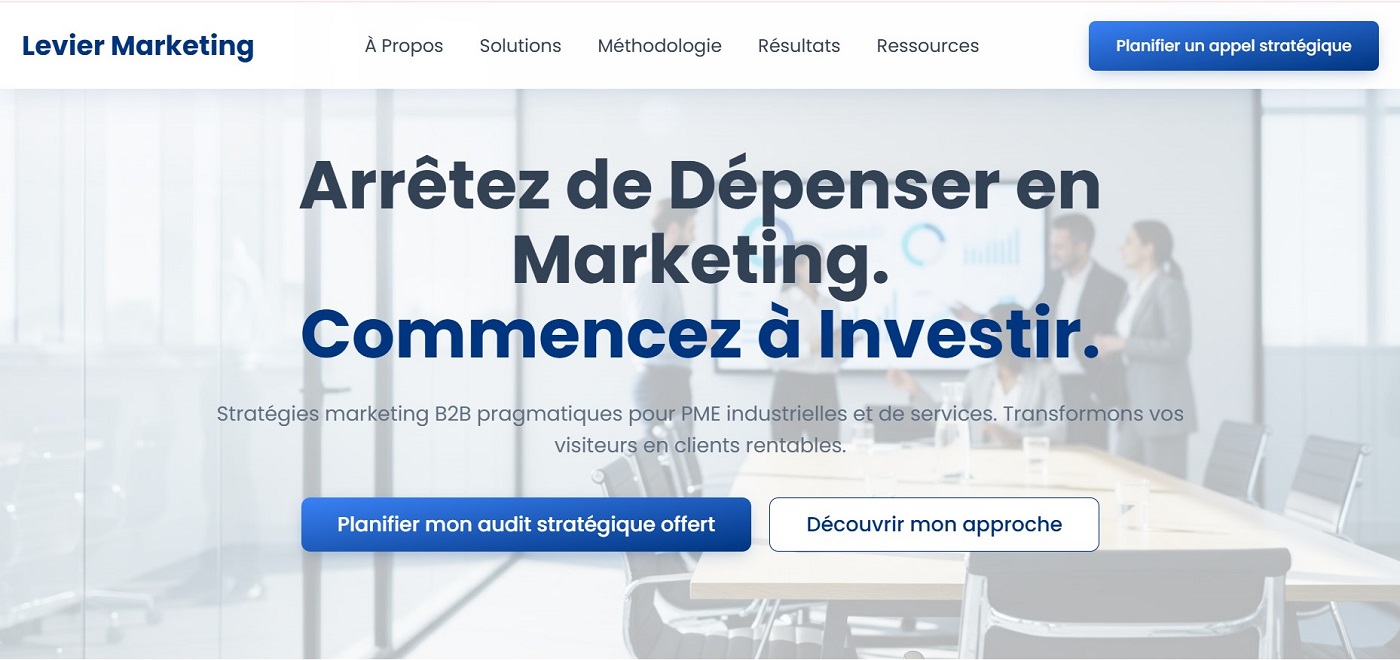 Levier Marketing
À Propos
Solutions
Méthodologie
Résultats
Ressources
Planifier un appel stratégique
Arrêtez de Dépenser en
Marketing.
Commencez à Investir.
Stratégies marketing B2B pragmatiques pour PME industrielles et de services. Transformons vos
visiteurs en clients rentables.
Planifier mon audit stratégique offert
Découvrir mon approche